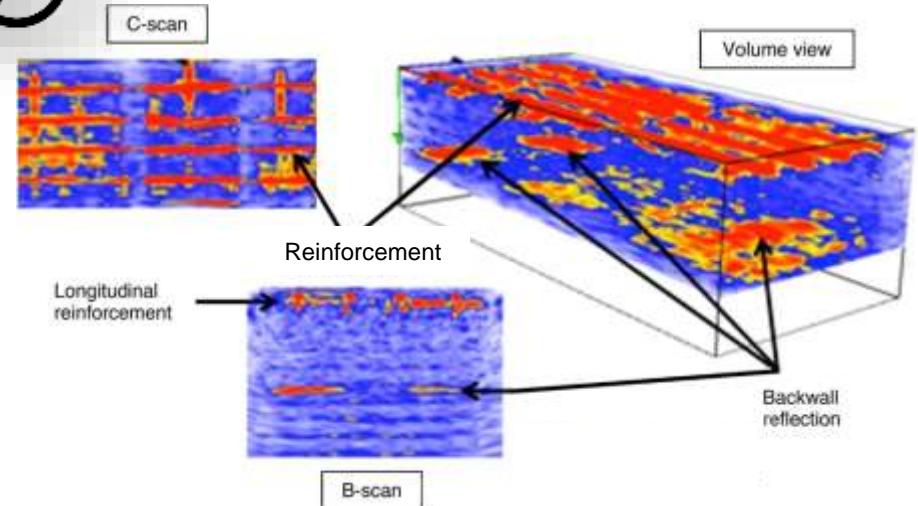 C-scan
Volume view
Reinforcement
Longitudinal
reinforcement
Backwall
reflection
B-scan